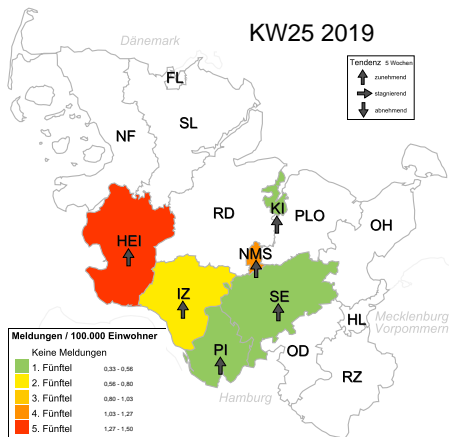 KW25 2019
Dänemark
Tendenz 5 Wochen
zunehmend
stagnierend
abnehmend
FL
SL
NF
RD
KI
PLO
OH
HEI
NMS
IZ
SE
HL
Mecklenburg
Vorpommern
PI
OD
RZ
Hamburg
Meldungen / 100.000 Einwohner
Keine Meldungen
1. Fünftel 0,33 - 0,56
2. Fünftel 0,56 - 0,80
3. Fünftel 0,80 - 1,03
4. Fünftel 1,03 - 1,27
5. Fünftel 1,27 - 1,50